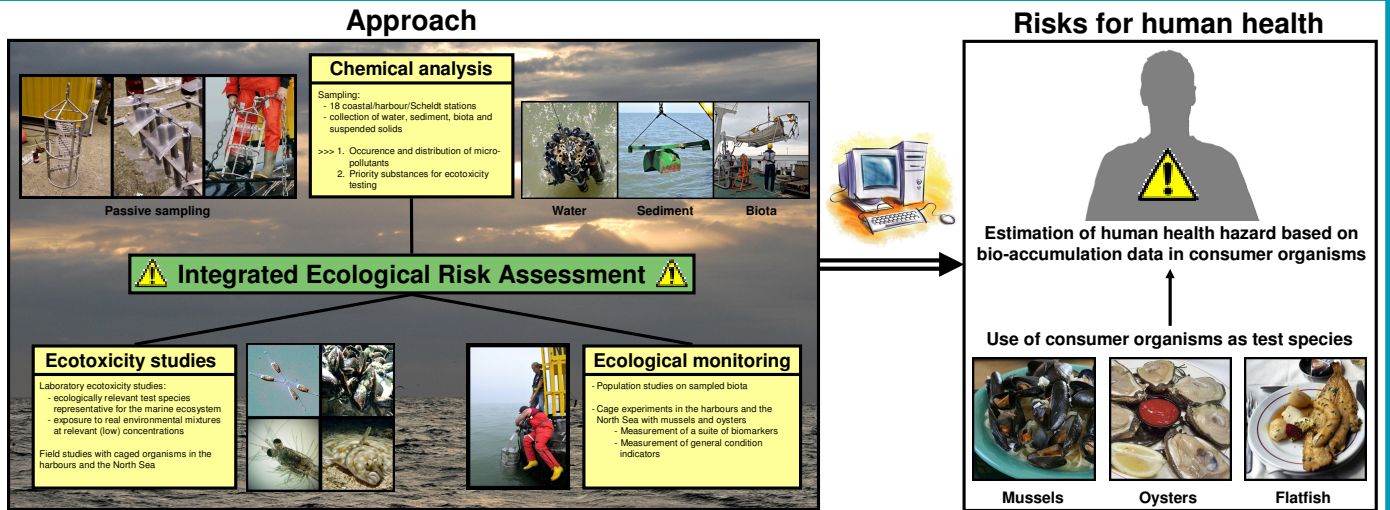 Approach
Risks for human health
Chemical analysis
Sampling:
- 18 coastal/harbour/Scheldt stations
- collection of water, sediment, biota and
suspended solids
>>> 1. Occurence and distribution of micro-
pollutants
2. Priority substances for ecotoxicity
testing
Passive sampling
Water
Sediment
Biota
Integrated Ecological Risk Assessment
Ecotoxicity studies
Laboratory ecotoxicity studies:
- ecologically relevant test species
representative for the marine ecosystem
- exposure to real environmental mixtures
at relevant (low) concentrations
Field studies with caged organisms in the
harbours and the North Sea
Ecological monitoring
- Population studies on sampled biota
- Cage experiments in the harbours and the
North Sea with mussels and oysters
- Measurement of a suite of biomarkers
- Measurement of general condition
indicators
Estimation of human health hazard based on
bio-accumulation data in consumer organisms
Use of consumer organisms as test species
Mussels
Oysters
Flatfish